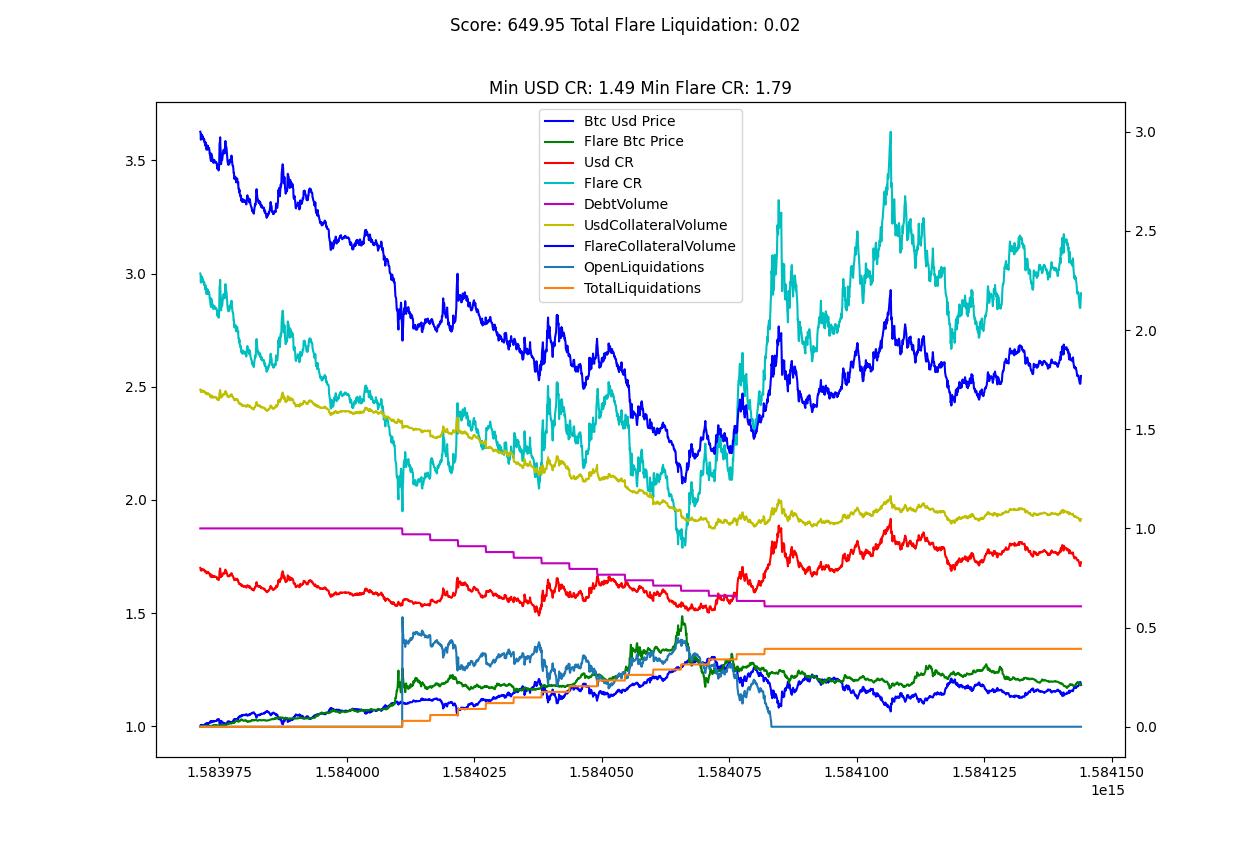 Score: 649.95 Total Flare Liquidation: 0.02
Min USD CR: 1.49 Min Flare CR: 1.79
Btc Usd Price
Flare Btc Price
Usd CR
Flare CR
DebtVolume
UsdCollateralVolume
FlareCollateralVolume
OpenLiquidations
TotalLiquidations
3.5
3.0
2.5
2.0
1.5
1.0
3.0
2.5
2.0
1.5
1.0
0.5
0.0
1.583975 1.584000 1.584025 1.584050 1.584075 1.584100 1.584125 1.584150
1e15